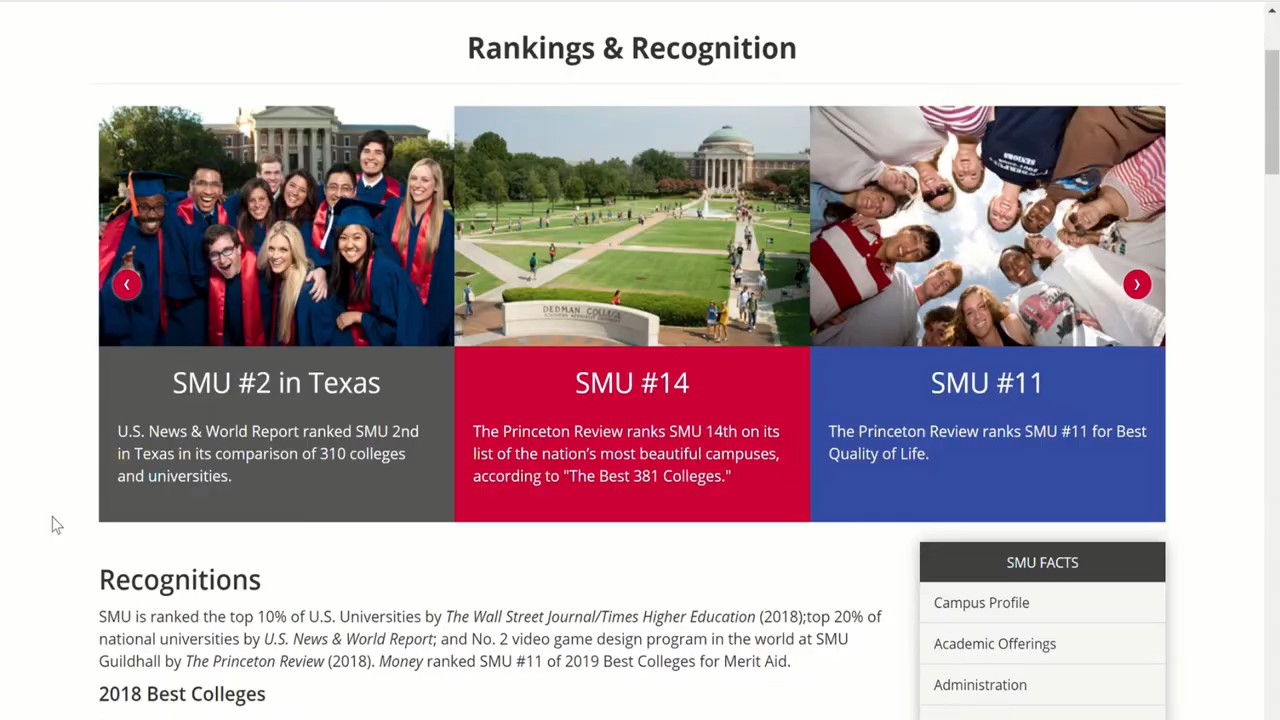 Rankings & Recognition
DEDMAN COLLEGE
SENIORS
‹
›
SMU #2 in Texas
U.S. News & World Report ranked SMU 2nd
in Texas in its comparison of 310 colleges
and universities.
SMU #14
The Princeton Review ranks SMU 14th on its
list of the nation’s most beautiful campuses,
according to "The Best 381 Colleges."
SMU #11
The Princeton Review ranks SMU #11 for Best
Quality of Life.
Recognitions
SMU is ranked the top 10% of U.S. Universities by The Wall Street Journal/Times Higher Education (2018);top 20% of
national universities by U.S. News & World Report; and No. 2 video game design program in the world at SMU
Guildhall by The Princeton Review (2018). Money ranked SMU #11 of 2019 Best Colleges for Merit Aid.
2018 Best Colleges
SMU FACTS
Campus Profile
Academic Offerings
Administration